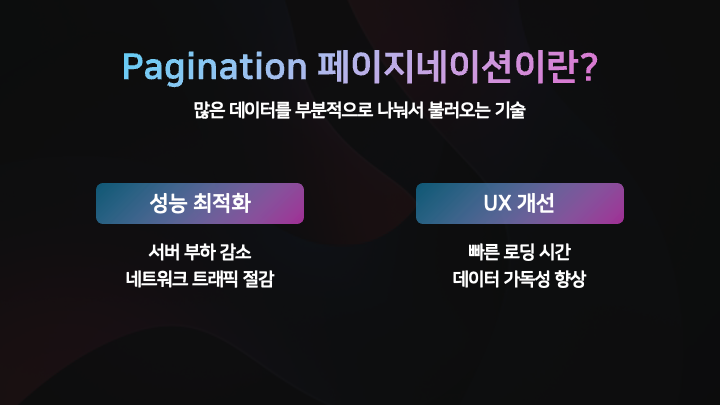 Pagination 페이지네이션이란?
많은 데이터를 부분적으로 나눠서 불러오는 기술
성능 최적화
서버 부하 감소
네트워크 트래픽 절감
UX 개선
빠른 로딩 시간
데이터 가독성 향상